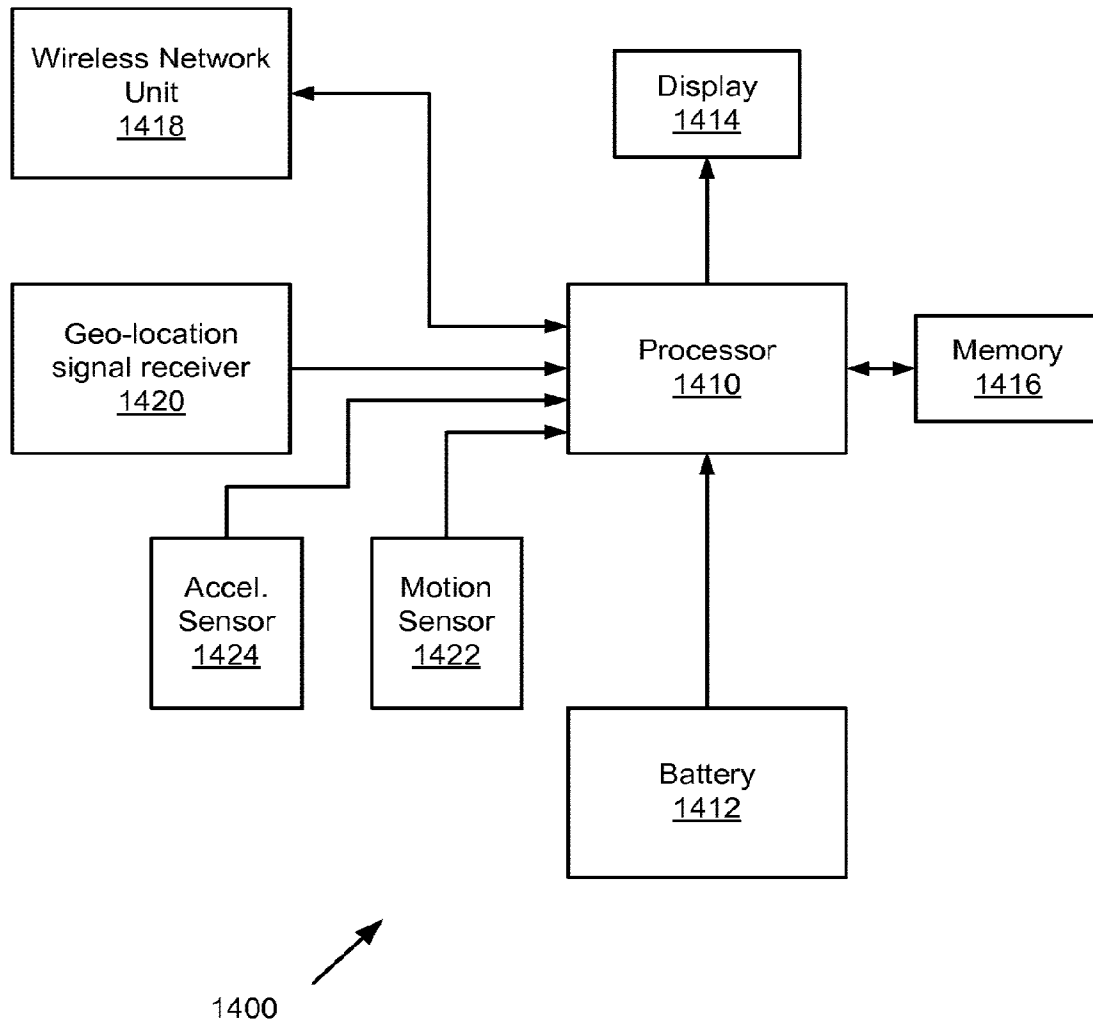 Wireless Network
Unit
1418
Display
1414
Geo-location
signal receiver
1420
Processor
1410
Memory
1416
Accel.
Sensor
1424
Motion
Sensor
1422
Battery
1412
1400